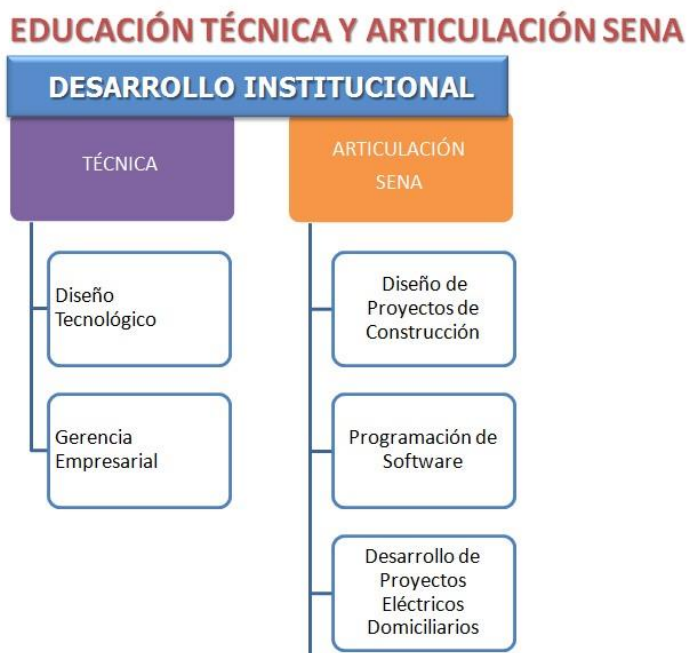 EDUCACIÓN TÉCNICA Y ARTICULACIÓN SENA
DESARROLLO INSTITUCIONAL
TÉCNICA
Diseño
Tecnológico
Gerencia
Empresarial
ARTICULACIÓN
SENA
Diseño de
Proyectos de
Construcción
Programación de
Software
Desarrollo de
Proyectos
Eléctricos
Domiciliarios